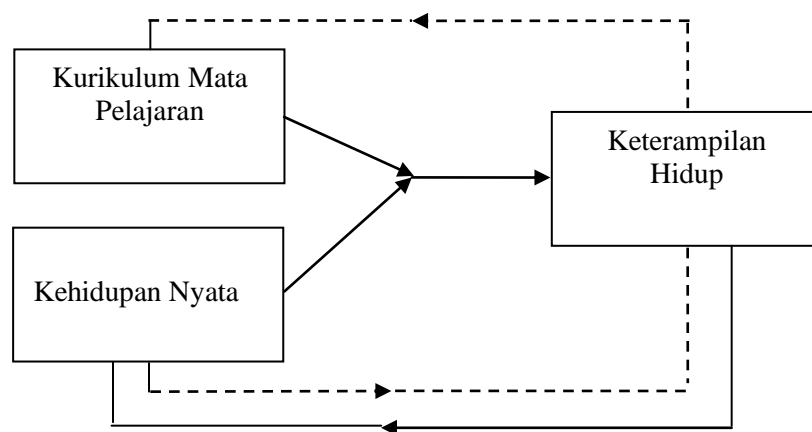 Kurikulum Mata
Pelajaran
Keterampilan
Hidup
Kehidupan Nyata